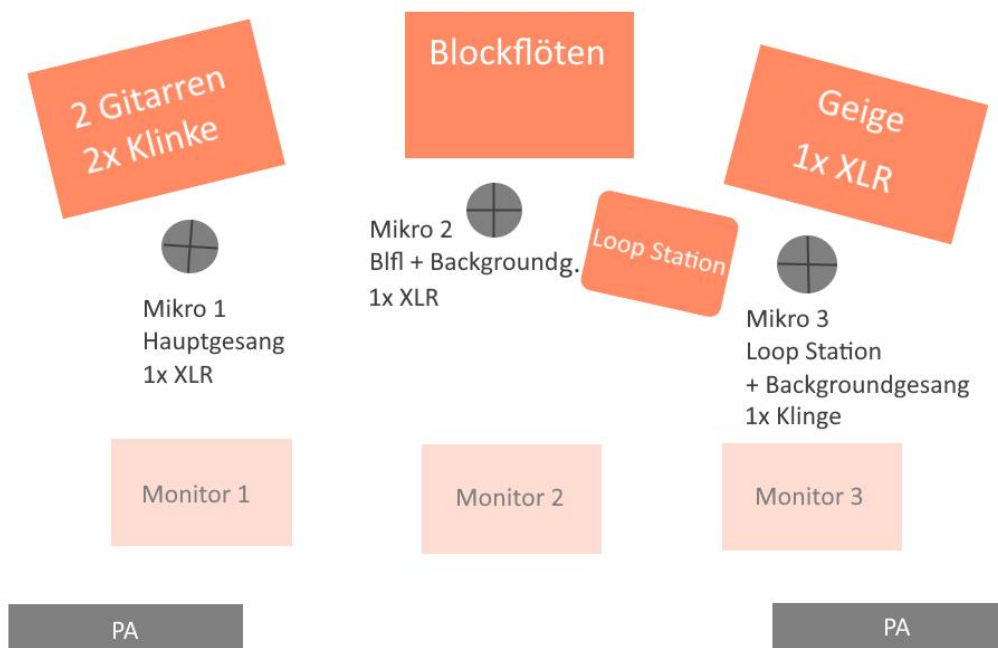 2 Gitarren
2x Klinke
Blockflöten
Geige
1x XLR
Loop Station
Mikro 1
Hauptgesang
1x XLR
Mikro 2
Blfl + Backgroundg.
1x XLR
Mikro 3
Loop Station
+ Backgroundgesang
1x Klinge
Monitor 1
Monitor 2
Monitor 3
PA
PA